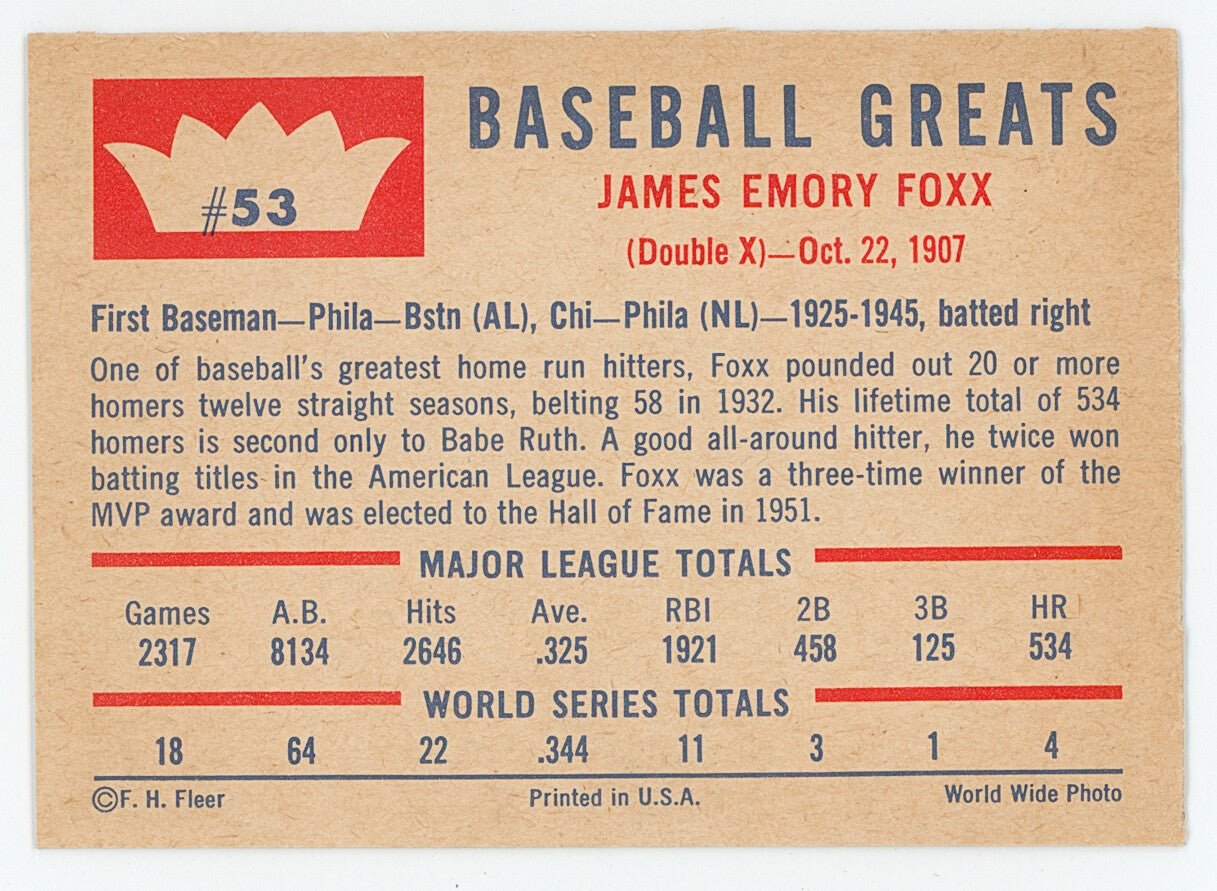 #53
BASEBALL GREATS
JAMES EMORY FOXX
(Double X)—Oct. 22, 1907
First Baseman—Phila—Bstn (AL), Chi—Phila (NL)—1925-1945, batted right
One of baseball's greatest home run hitters, Foxx pounded out 20 or more
homers twelve straight seasons, belting 58 in 1932. His lifetime total of 534
homers is second only to Babe Ruth. A good all-around hitter, he twice won
batting titles in the American League. Foxx was a three-time winner of the
MVP award and was elected to the Hall of Fame in 1951.
MAJOR LEAGUE TOTALS
Games A.B. Hits Ave. RBI 2B 3B HR
2317 8134 2646 .325 1921 458 125 534
WORLD SERIES TOTALS
18 64 22 .344 11 3 1 4
©F. H. Fleer Printed in U.S.A. World Wide Photo